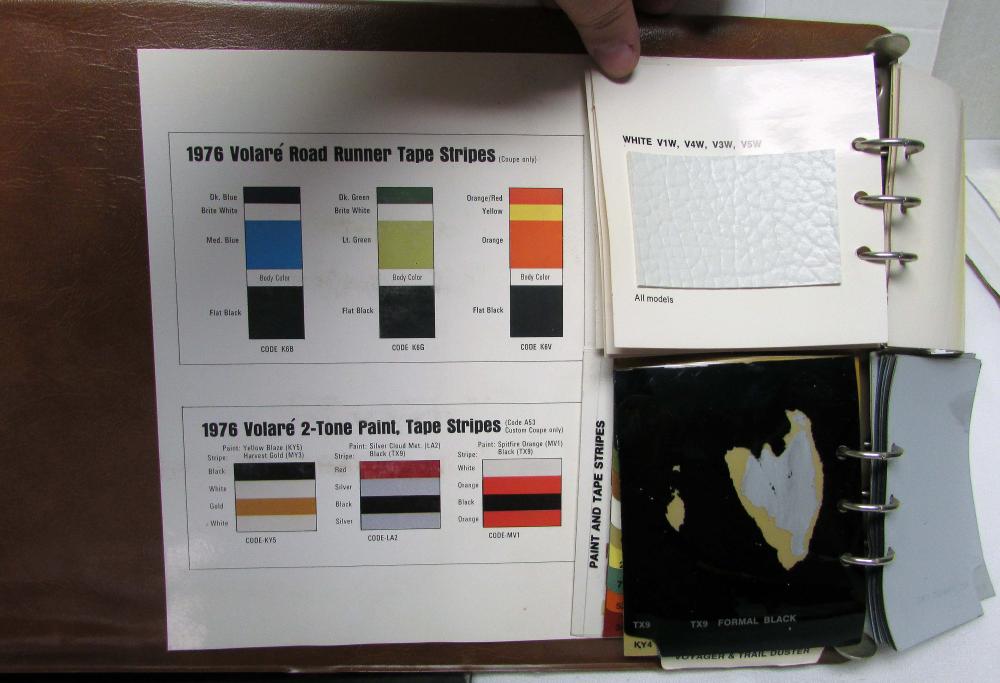 1976 Volaré Road Runner Tape Stripes (Coupe only)
Dk. Blue
Brite White
Med. Blue
Body Color
Flat Black
CODE K6B
Dk. Green
Brite White
Lt. Green
Body Color
Flat Black
CODE K6G
Orange/Red
Yellow
Orange
Body Color
Flat Black
CODE K6V
1976 Volaré 2-Tone Paint, Tape Stripes (Code A53
Custom Coupe only)
Paint: Yellow Blaze (KY5)
Harvest Gold (MY3)
Stripe:
Black
White
Gold
White
CODE-KY5
Paint: Silver Cloud Met. (LA2)
Black (TX9)
Stripe:
Red
Silver
Black
Silver
CODE-LA2
Paint: Spitfire Orange (MV1)
Black (TX9)
Stripe:
White
Orange
Black
Orange
CODE-MV1
PAINT AND TAPE STRIPES
WHITE V1W, V4W, V3W, V5W
All models
TX9
TX9 FORMAL BLACK
KY4
VOYAGER & TRAIL DUSTER